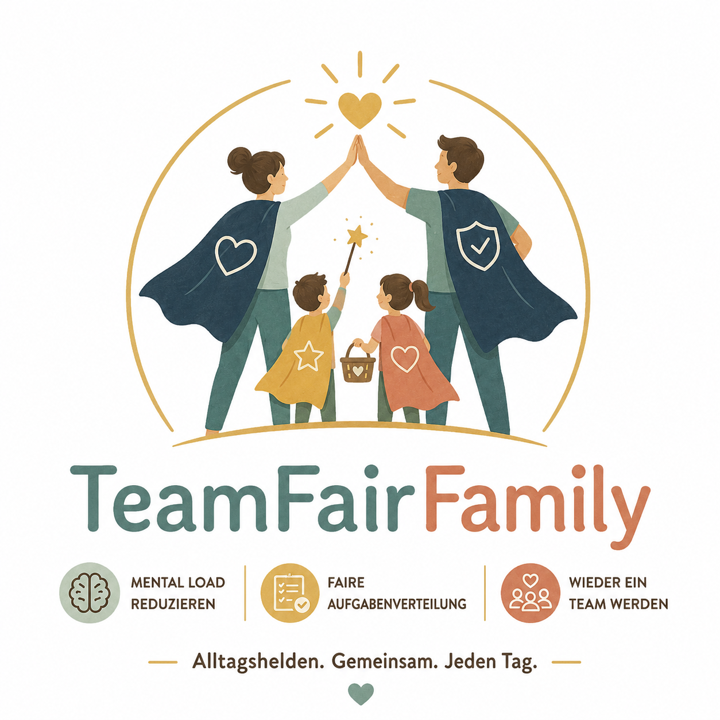 TeamFairFamily
MENTAL LOAD
REDUZIEREN
FAIRE
AUFGABENVERTEILUNG
WIEDER EIN
TEAM WERDEN
Alltagshelden. Gemeinsam. Jeden Tag.